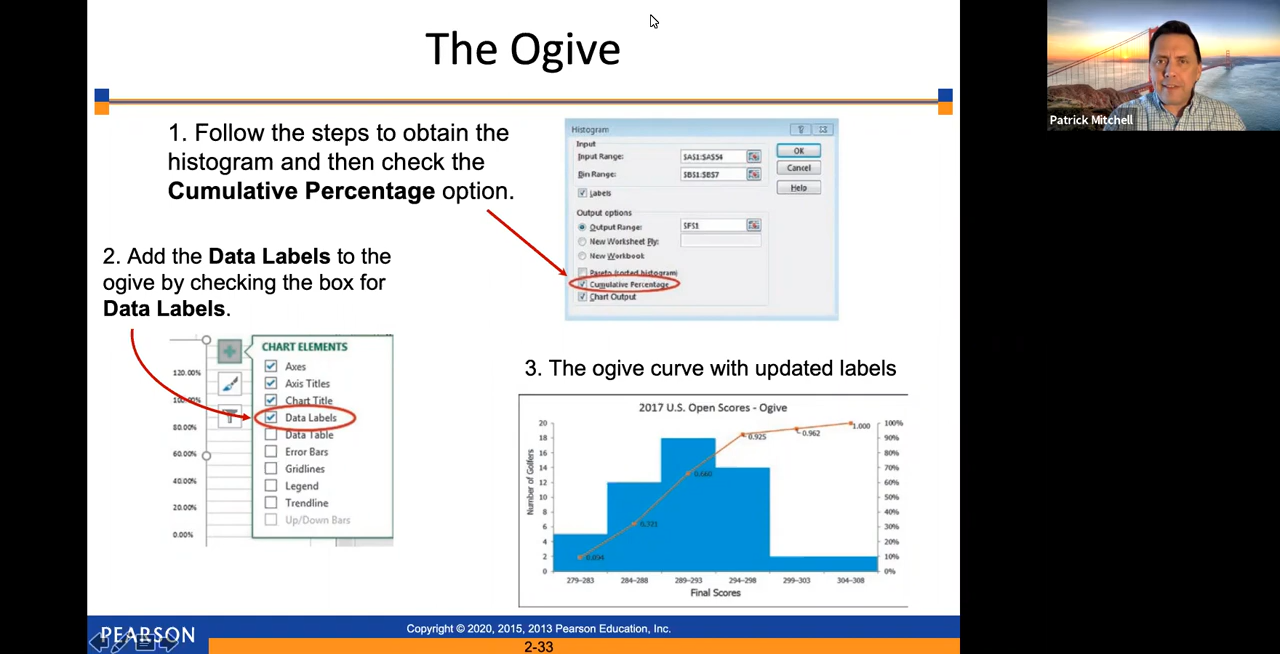 The Ogive
Patrick Mitchell
1. Follow the steps to obtain the
histogram and then check the
Cumulative Percentage option.
Histogram
Input
Input Range:
$A$1:$A$54
Bin Range:
$B$1:$B$7
Labels
OK
Cancel
Help
Output options
Output Range:
$F$1
New Worksheet Ply:
New Workbook
Pareto (sorted histogram)
Cumulative Percentage
Chart Output
2. Add the Data Labels to the
ogive by checking the box for
Data Labels.
120.00%
100.00%
80.00%
60.00%
40.00%
20.00%
0.00%
CHART ELEMENTS
Axes
Axis Titles
Chart Title
Data Labels
Data Table
Error Bars
Gridlines
Legend
Trendline
Up/Down Bars
3. The ogive curve with updated labels
2017 U.S. Open Scores - Ogive
Number of Golfers
20
18
16
14
12
10
8
6
4
2
0
0.094
0.321
0.660
0.925
0.962
1.000
100%
90%
80%
70%
60%
50%
40%
30%
20%
10%
0%
279–283 284–288 289–293 294–298 299–303 304–308
Final Scores
PEARSON
Copyright © 2020, 2015, 2013 Pearson Education, Inc.
2-33